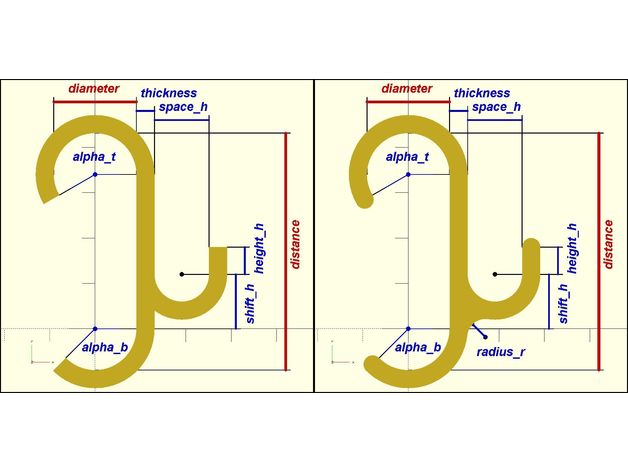 diameter
thickness
space_h
alpha_t
height_h
distance
shift_h
alpha_b
diameter
thickness
space_h
alpha_t
height_h
distance
shift_h
alpha_b
radius_r